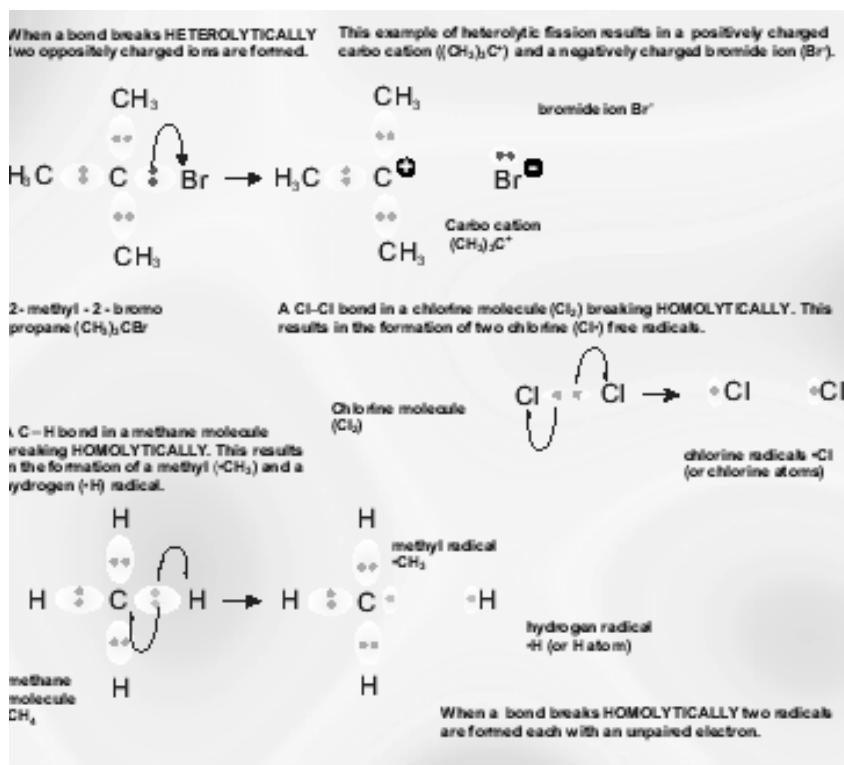 When a bond breaks HETEROLYTICALLY
two oppositely charged ions are formed.
This example of heterolytic fission results in a positively charged
carbo cation ((CH₃)₃C⁺) and a negatively charged bromide ion (Br⁻).
CH₃
CH₃
bromide ion Br⁻
H₃C C Br → H₃C C + Br −
Carbo cation
(CH₃)₃C⁺
CH₃
CH₃
2- methyl - 2 - bromo
propane (CH₃)₃CBr
A Cl–Cl bond in a chlorine molecule (Cl₂) breaking HOMOLYTICALLY. This
results in the formation of two chlorine (Cl•) free radicals.
Cl Cl → •Cl •Cl
Chlorine molecule
(Cl₂)
chlorine radicals •Cl
(or chlorine atoms)
A C–H bond in a methane molecule
breaking HOMOLYTICALLY. This results
in the formation of a methyl (•CH₃) and a
hydrogen (•H) radical.
H
H
methyl radical
•CH₃
H C H → H C •H
hydrogen radical
•H (or H atom)
H
H
methane
molecule
CH₄
When a bond breaks HOMOLYTICALLY two radicals
are formed each with an unpaired electron.